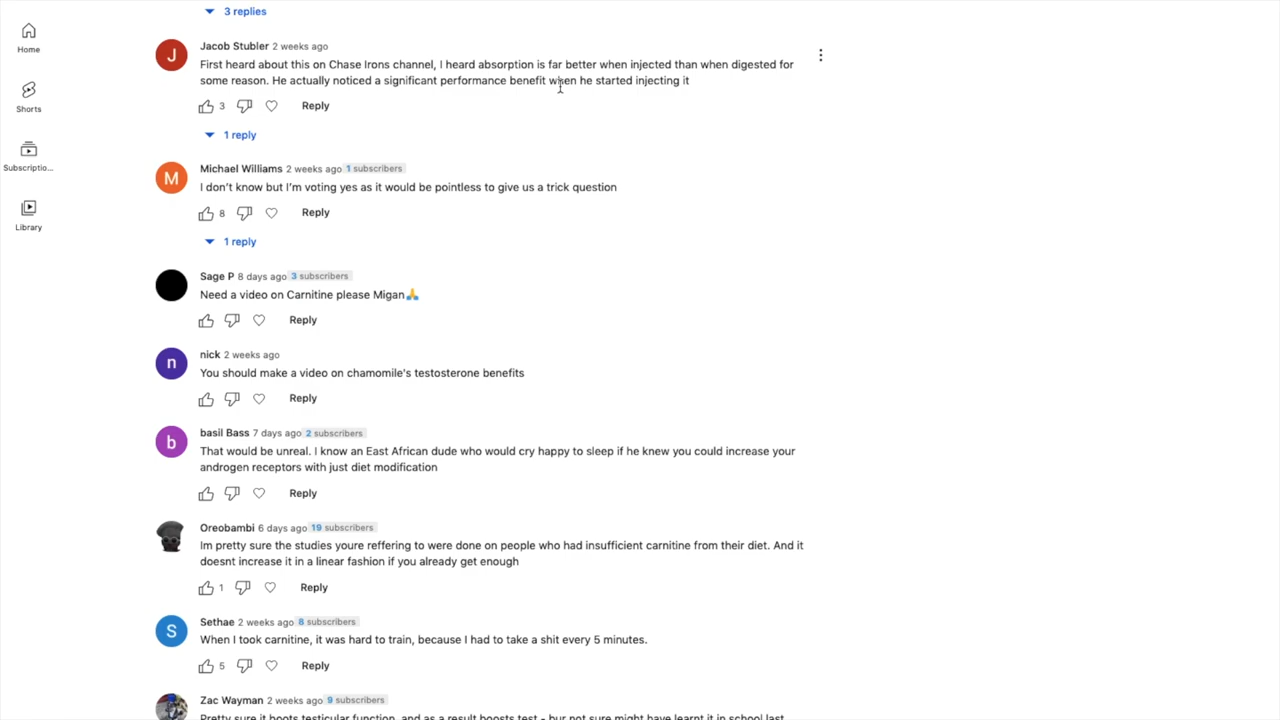 3 replies
Home
Shorts
Subscriptio...
Library
J
Jacob Stubler 2 weeks ago
First heard about this on Chase Irons channel, I heard absorption is far better when injected than when digested for
some reason. He actually noticed a significant performance benefit when he started injecting it
3 Reply
1 reply
M
Michael Williams 2 weeks ago 1 subscribers
I don't know but I'm voting yes as it would be pointless to give us a trick question
8 Reply
1 reply
Sage P 8 days ago 3 subscribers
Need a video on Carnitine please Migan🙏
Reply
n
nick 2 weeks ago
You should make a video on chamomile's testosterone benefits
Reply
b
basil Bass 7 days ago 2 subscribers
That would be unreal. I know an East African dude who would cry happy to sleep if he knew you could increase your
androgen receptors with just diet modification
Reply
Oreobambi 6 days ago 19 subscribers
Im pretty sure the studies youre reffering to were done on people who had insufficient carnitine from their diet. And it
doesnt increase it in a linear fashion if you already get enough
1 Reply
S
Sethae 2 weeks ago 8 subscribers
When I took carnitine, it was hard to train, because I had to take a shit every 5 minutes.
5 Reply
Zac Wayman 2 weeks ago 9 subscribers
Pretty sure it boots testicular function, and as a result boosts test - bur not sure might have learnt it in school last